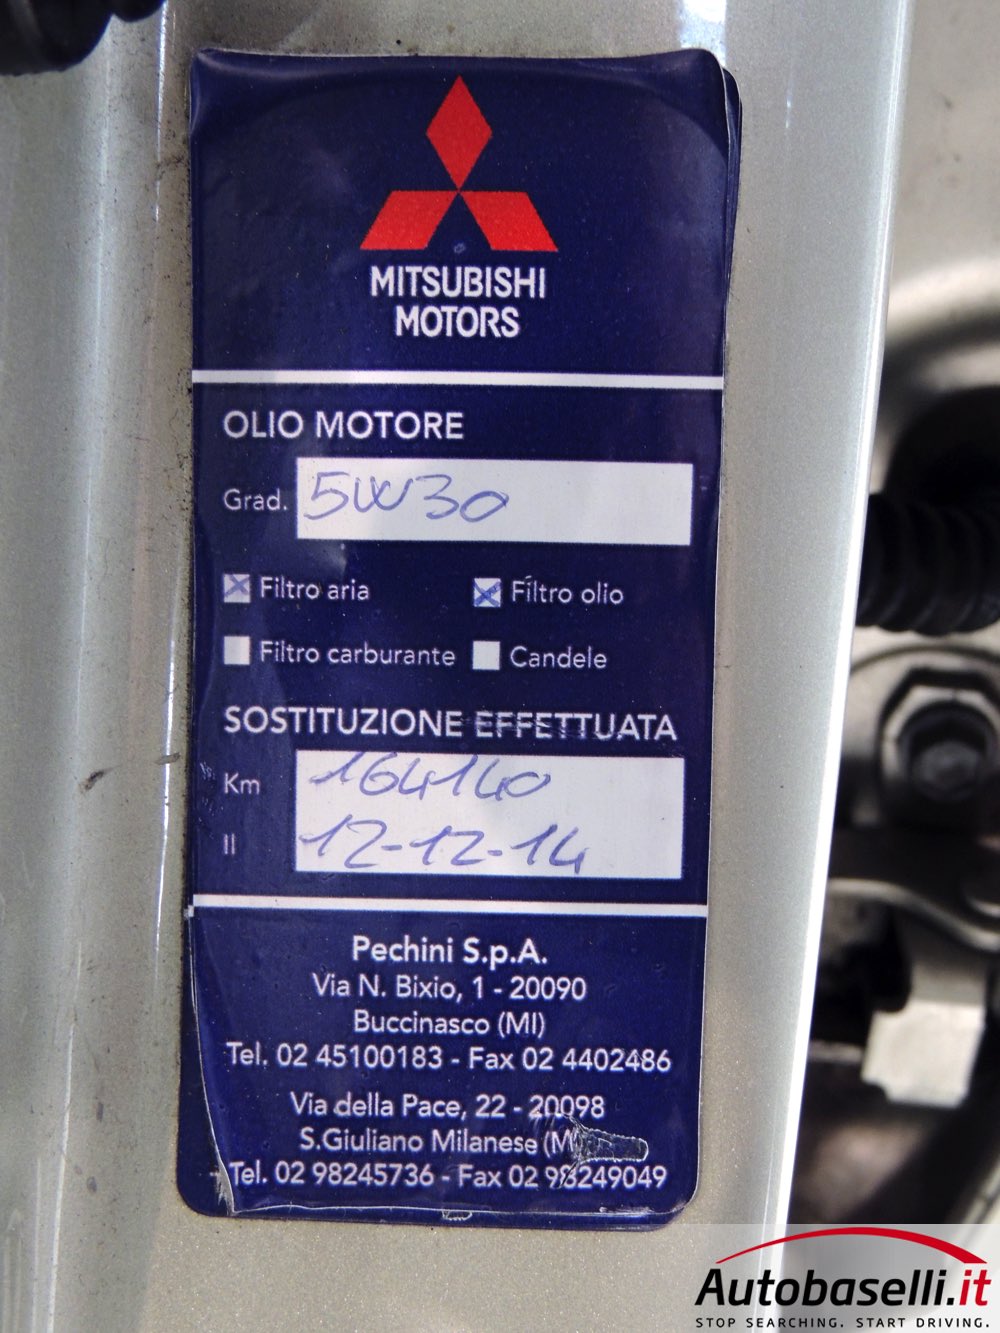 MITSUBISHI
MOTORS
OLIO MOTORE
Grad. 5W30
Filtro aria Filtro olio
Filtro carburante Candele
SOSTITUZIONE EFFETTUATA
Km 164140
Il 12-12-14
Pechini S.p.A.
Via N. Bixio, 1 - 20090
Buccinasco (MI)
Tel. 02 45100183 - Fax 02 4402486
Via della Pace, 22 - 20098
S.Giuliano Milanese (M
Tel. 02 98245736 - Fax 02 98249049
Autobaselli.it
STOP SEARCHING. START DRIVING.